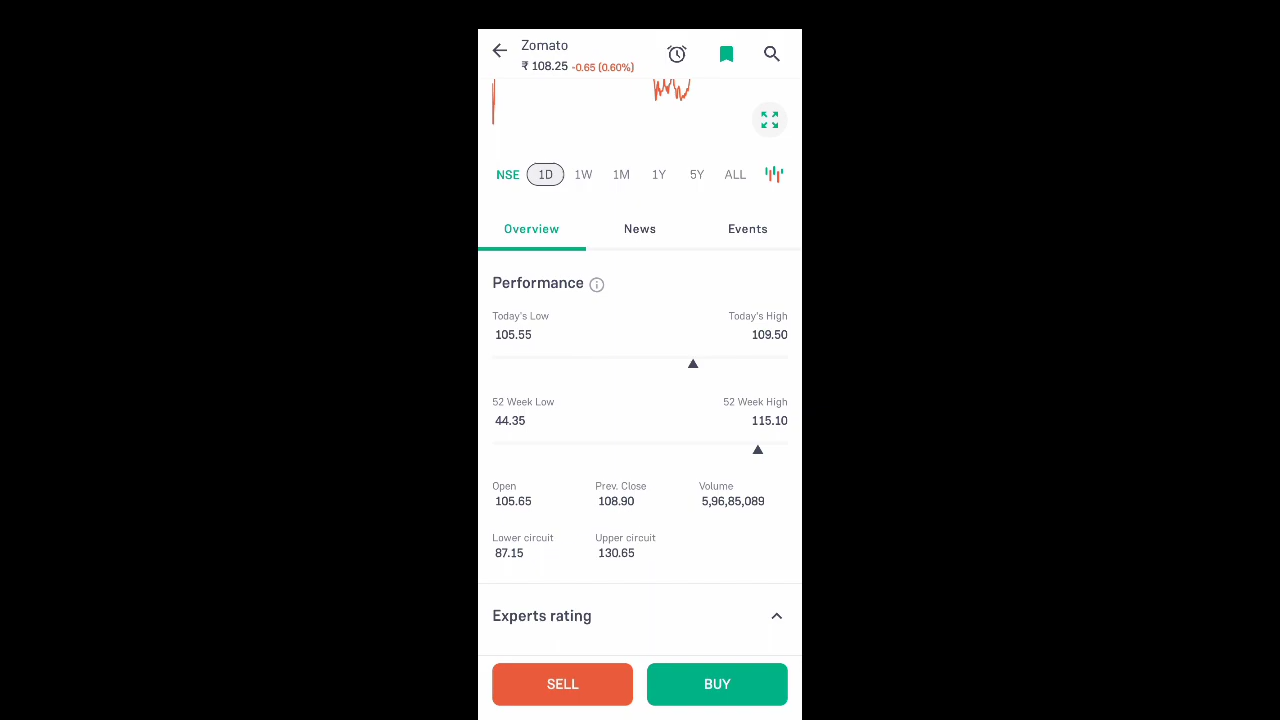 Zomato
₹ 108.25 -0.65 (0.60%)
NSE 1D 1W 1M 1Y 5Y ALL
Overview News Events
Performance
Today's Low Today's High
105.55 109.50
52 Week Low 52 Week High
44.35 115.10
Open Prev. Close Volume
105.65 108.90 5,96,85,089
Lower circuit Upper circuit
87.15 130.65
Experts rating
SELL BUY